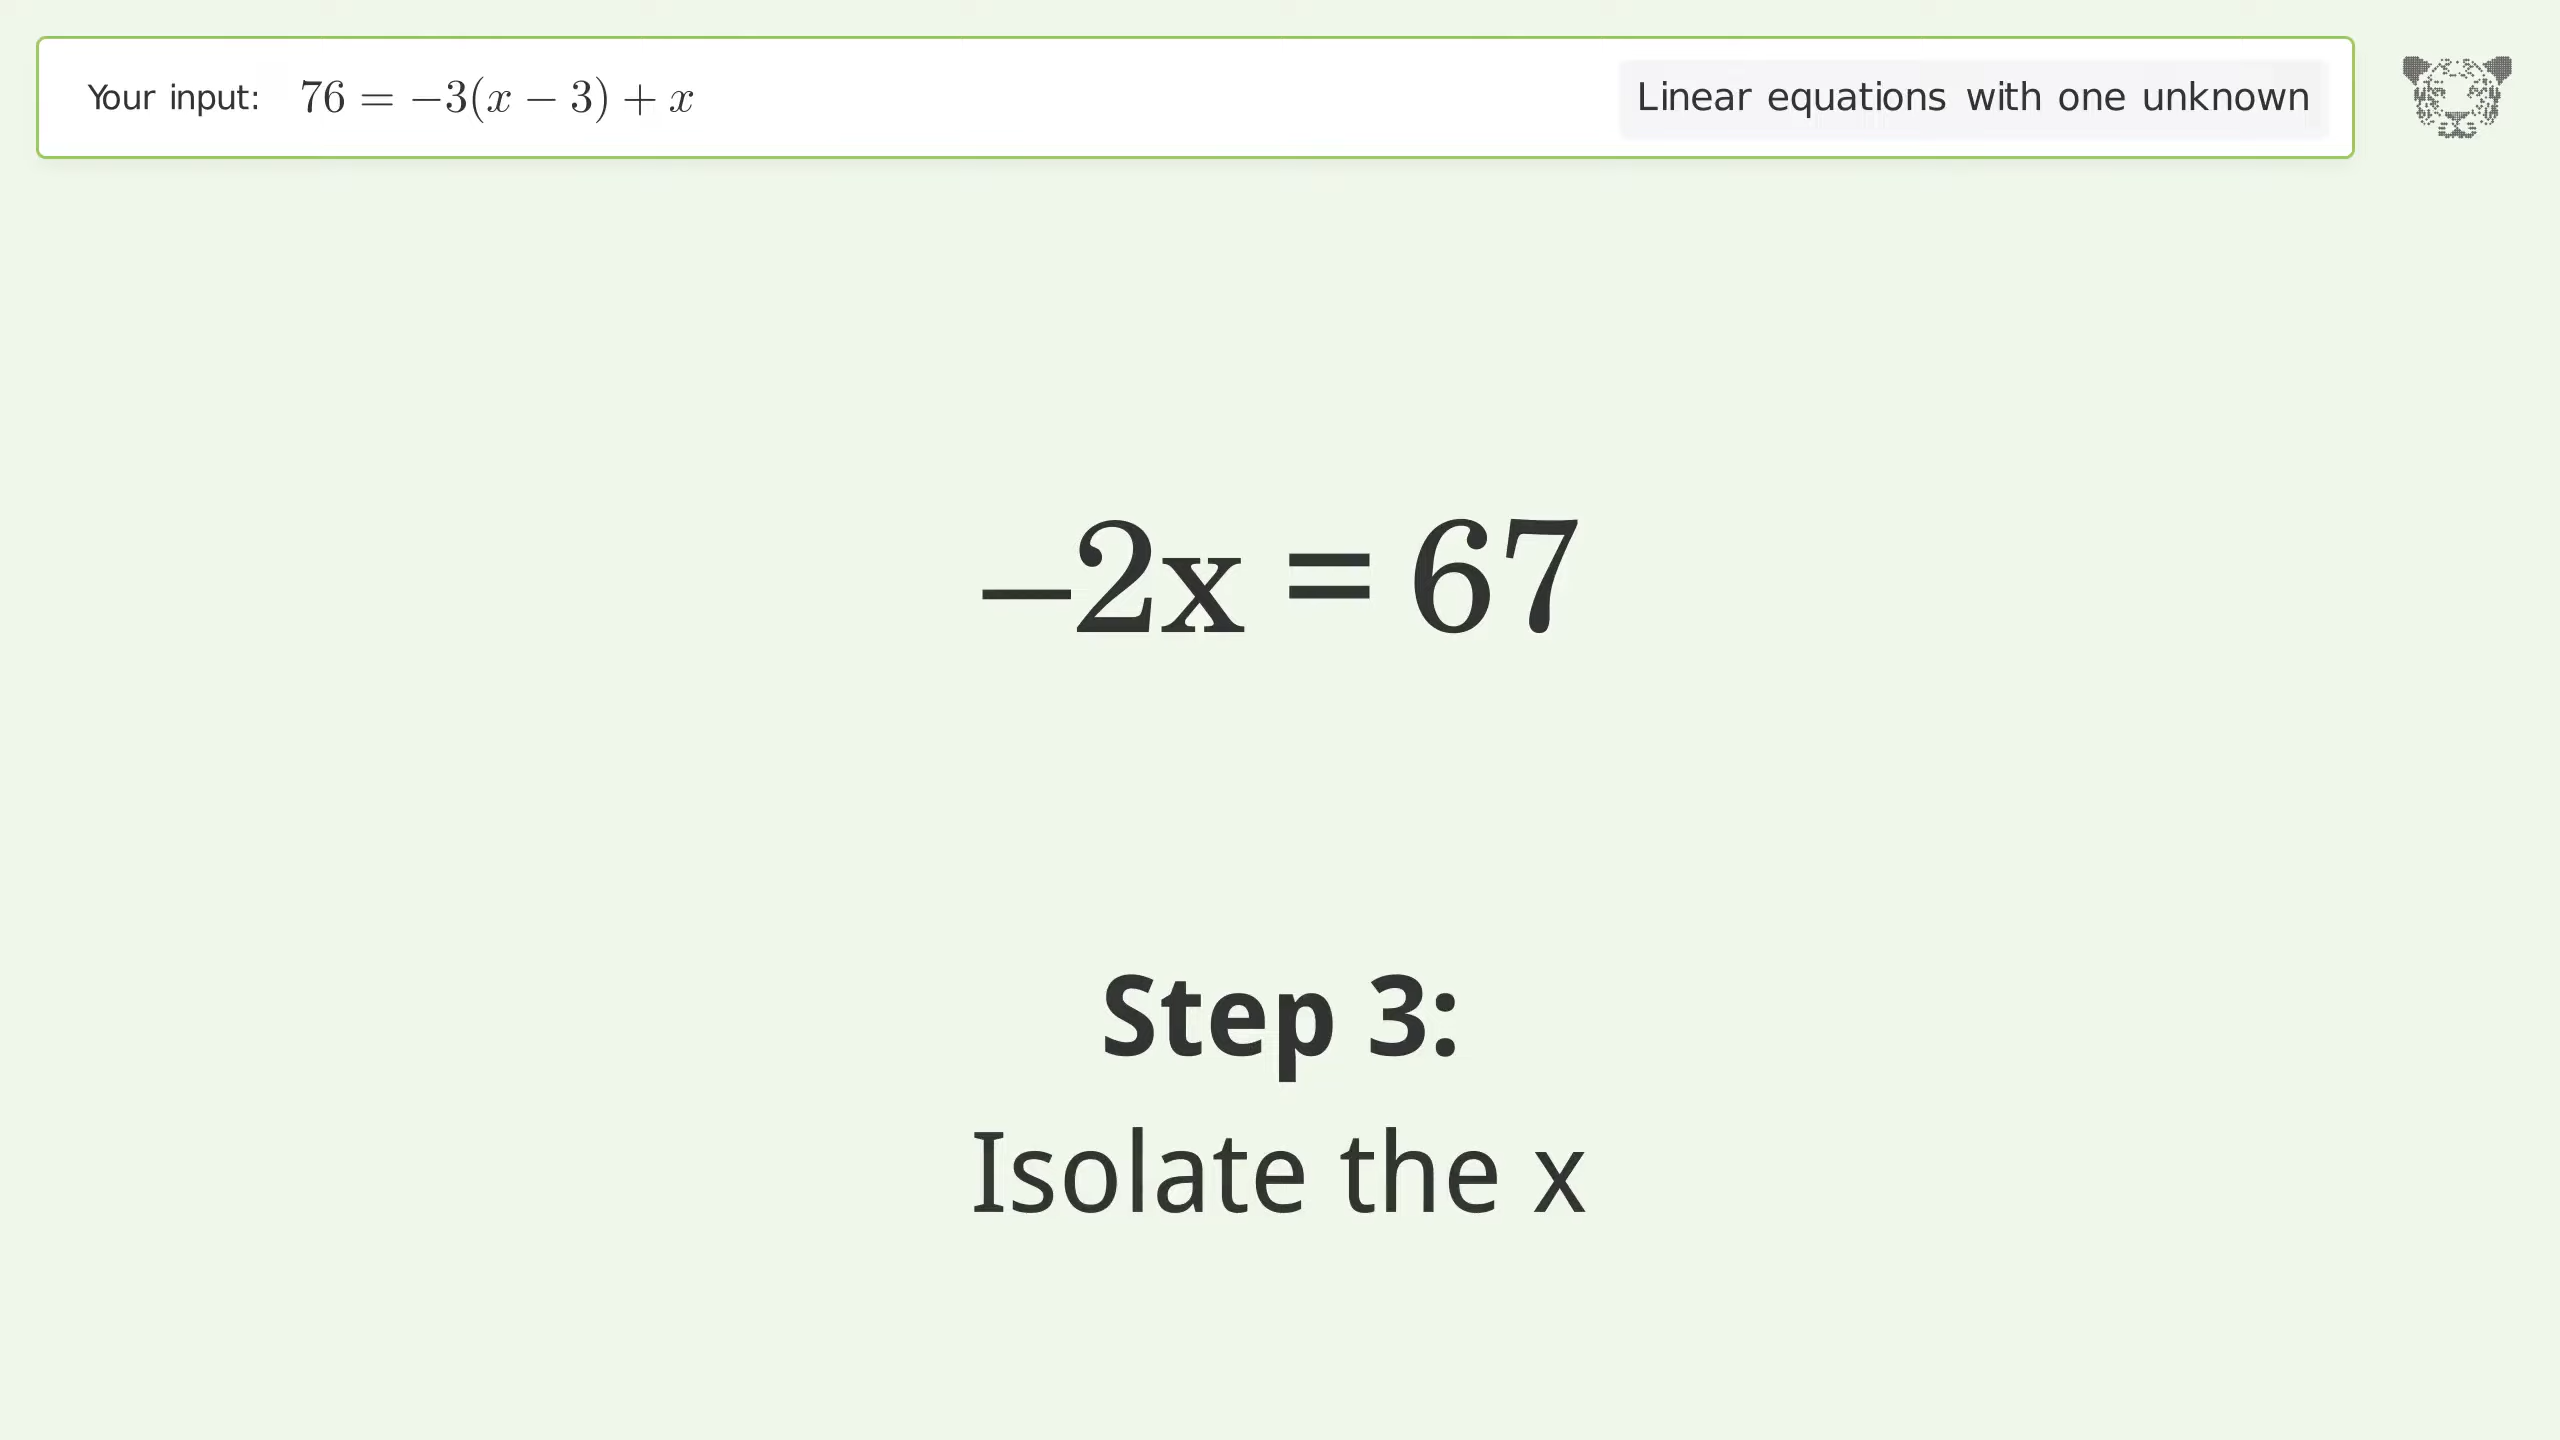 Your input: 76 = −3(x − 3) + x
Linear equations with one unknown
−2x = 67
Step 3:
Isolate the x